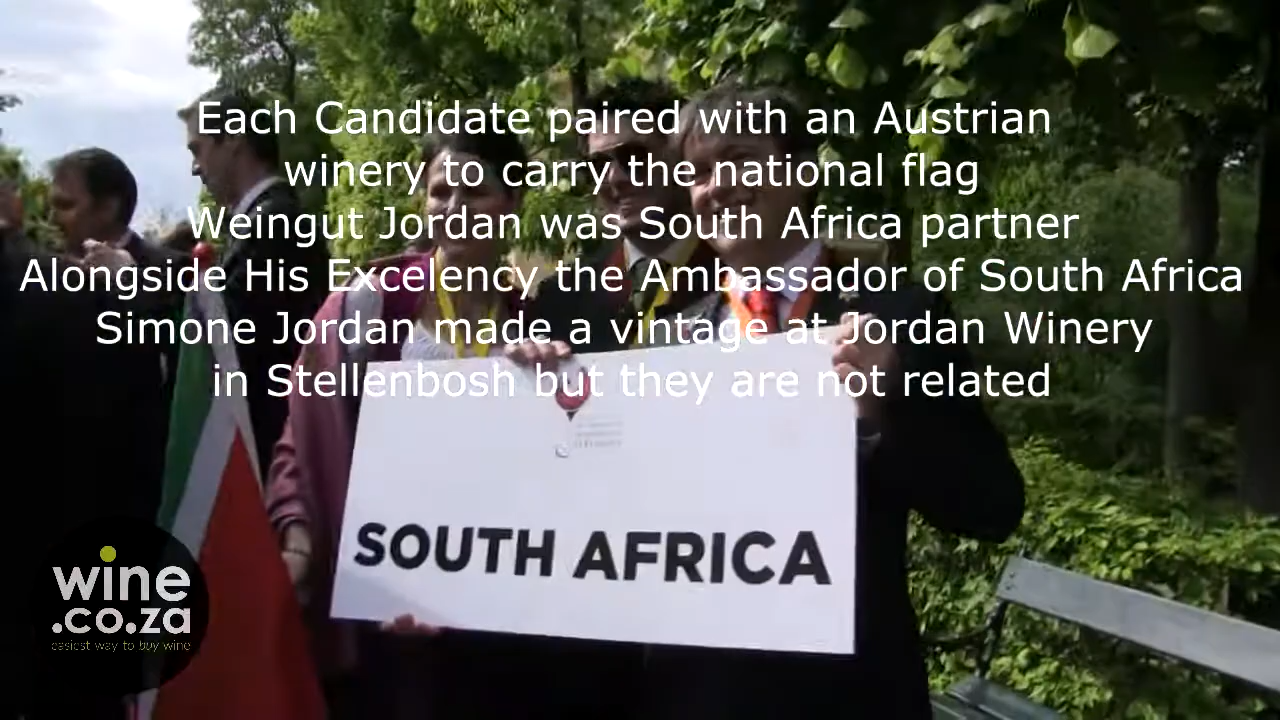 Each Candidate paired with an Austrian
winery to carry the national flag
Weingut Jordan was South Africa partner
Alongside His Excelency the Ambassador of South Africa
Simone Jordan made a vintage at Jordan Winery
in Stellenbosh but they are not related
SOUTH AFRICA
wine
.co.za
easiest way to buy wine